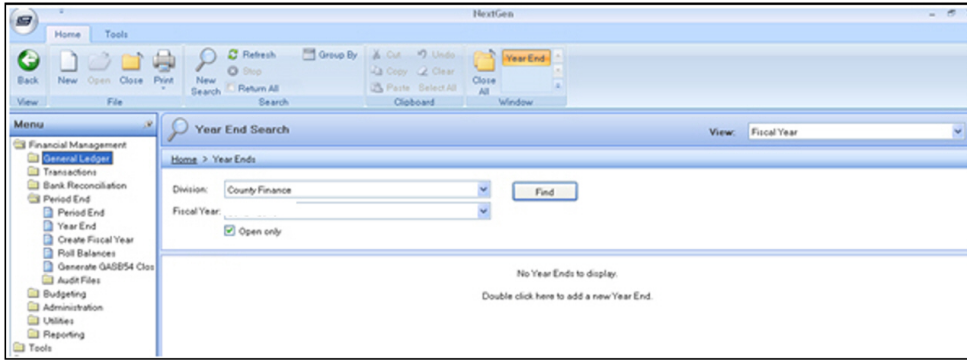 NextGen
Home Tools
Back New Open Close Print New Search Refresh Stop Return All Group By Cut Copy Paste Undo Clear Select All Close All Year End
View File Search Clipboard Window
Menu
Year End Search View: Fiscal Year
Home > Year Ends
Financial Management
General Ledger
Transactions
Bank Reconciliation
Period End
Period End
Year End
Create Fiscal Year
Roll Balances
Generate GASB54 Clos
Audit Files
Budgeting
Administration
Utilities
Reporting
Tools
Division: County Finance Find
Fiscal Year:
Open only
No Year Ends to display.
Double click here to add a new Year End.